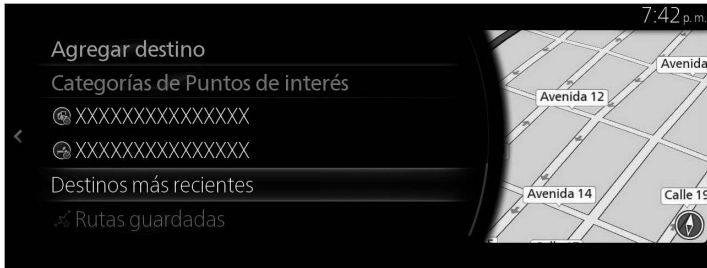 7:42 p. m.
Agregar destino
Categorías de Puntos de interés
XXXXXXXXXXXXXXX
XXXXXXXXXXXXXXX
Destinos más recientes
Rutas guardadas
Avenida
Avenida 12
Avenida 14
Calle 19